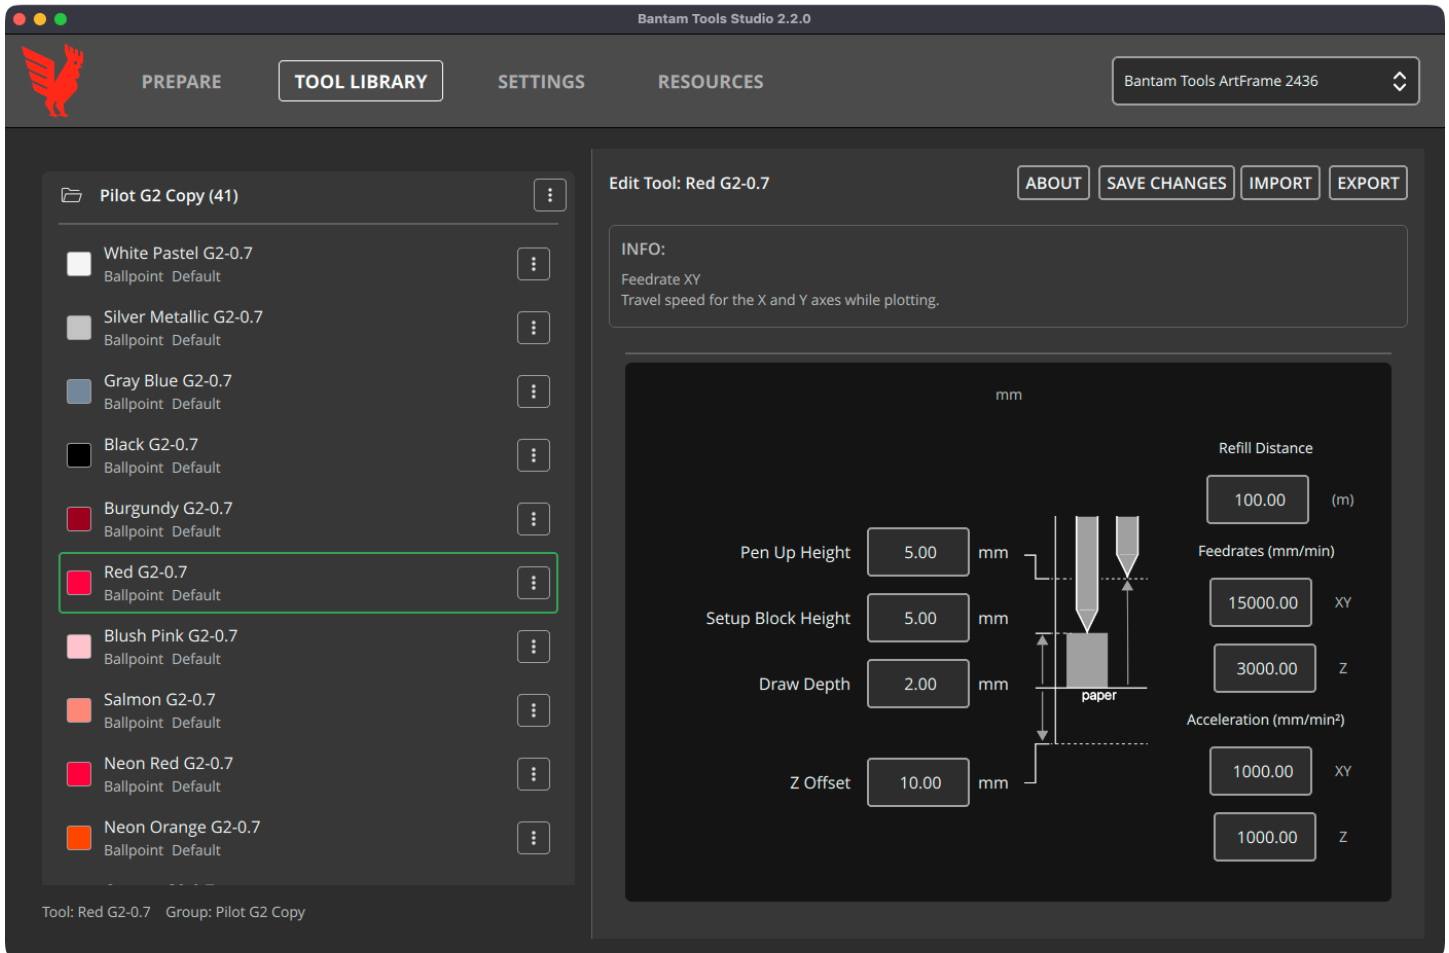 Bantam Tools Studio 2.2.0
PREPARE
TOOL LIBRARY
SETTINGS
RESOURCES
Bantam Tools ArtFrame 2436
Pilot G2 Copy (41)
White Pastel G2-0.7
Ballpoint Default
Silver Metallic G2-0.7
Ballpoint Default
Gray Blue G2-0.7
Ballpoint Default
Black G2-0.7
Ballpoint Default
Burgundy G2-0.7
Ballpoint Default
Red G2-0.7
Ballpoint Default
Blush Pink G2-0.7
Ballpoint Default
Salmon G2-0.7
Ballpoint Default
Neon Red G2-0.7
Ballpoint Default
Neon Orange G2-0.7
Ballpoint Default
Tool: Red G2-0.7 Group: Pilot G2 Copy
Edit Tool: Red G2-0.7
ABOUT
SAVE CHANGES
IMPORT
EXPORT
INFO:
Feedrate XY
Travel speed for the X and Y axes while plotting.
mm
Pen Up Height 5.00 mm
Setup Block Height 5.00 mm
Draw Depth 2.00 mm
Z Offset 10.00 mm
paper
Refill Distance
100.00 (m)
Feedrates (mm/min)
15000.00 XY
3000.00 Z
Acceleration (mm/min²)
1000.00 XY
1000.00 Z